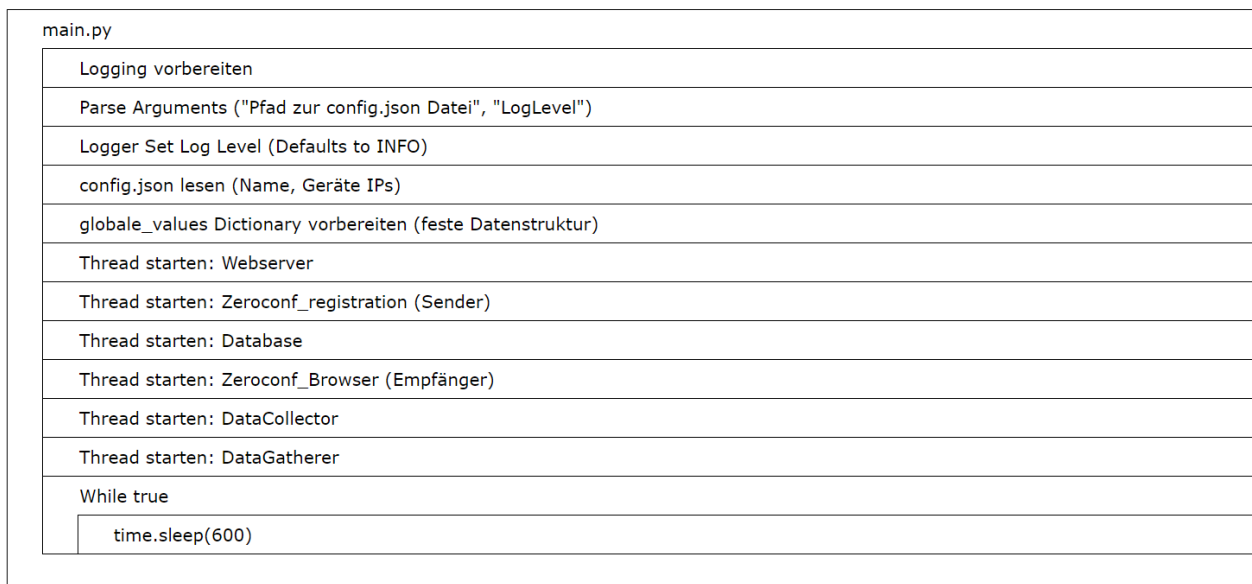 main.py
Logging vorbereiten
Parse Arguments ("Pfad zur config.json Datei", "LogLevel")
Logger Set Log Level (Defaults to INFO)
config.json lesen (Name, Geräte IPs)
globale_values Dictionary vorbereiten (feste Datenstruktur)
Thread starten: Webserver
Thread starten: Zeroconf_registration (Sender)
Thread starten: Database
Thread starten: Zeroconf_Browser (Empfänger)
Thread starten: DataCollector
Thread starten: DataGatherer
While true
time.sleep(600)